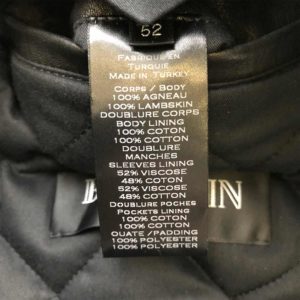 52
Fabriqué en
Turquie
Made in Turkey
Corps / Body
100% Agneau
100% Lambskin
Doublure corps
Body lining
100% Coton
100% Cotton
Doublure
Manches
Sleeves lining
52% Viscose
48% Coton
52% Viscose
48% Cotton
Doublure poches
Pockets lining
100% Coton
100% Cotton
Ouate /Padding
100% Polyester
100% Polyester